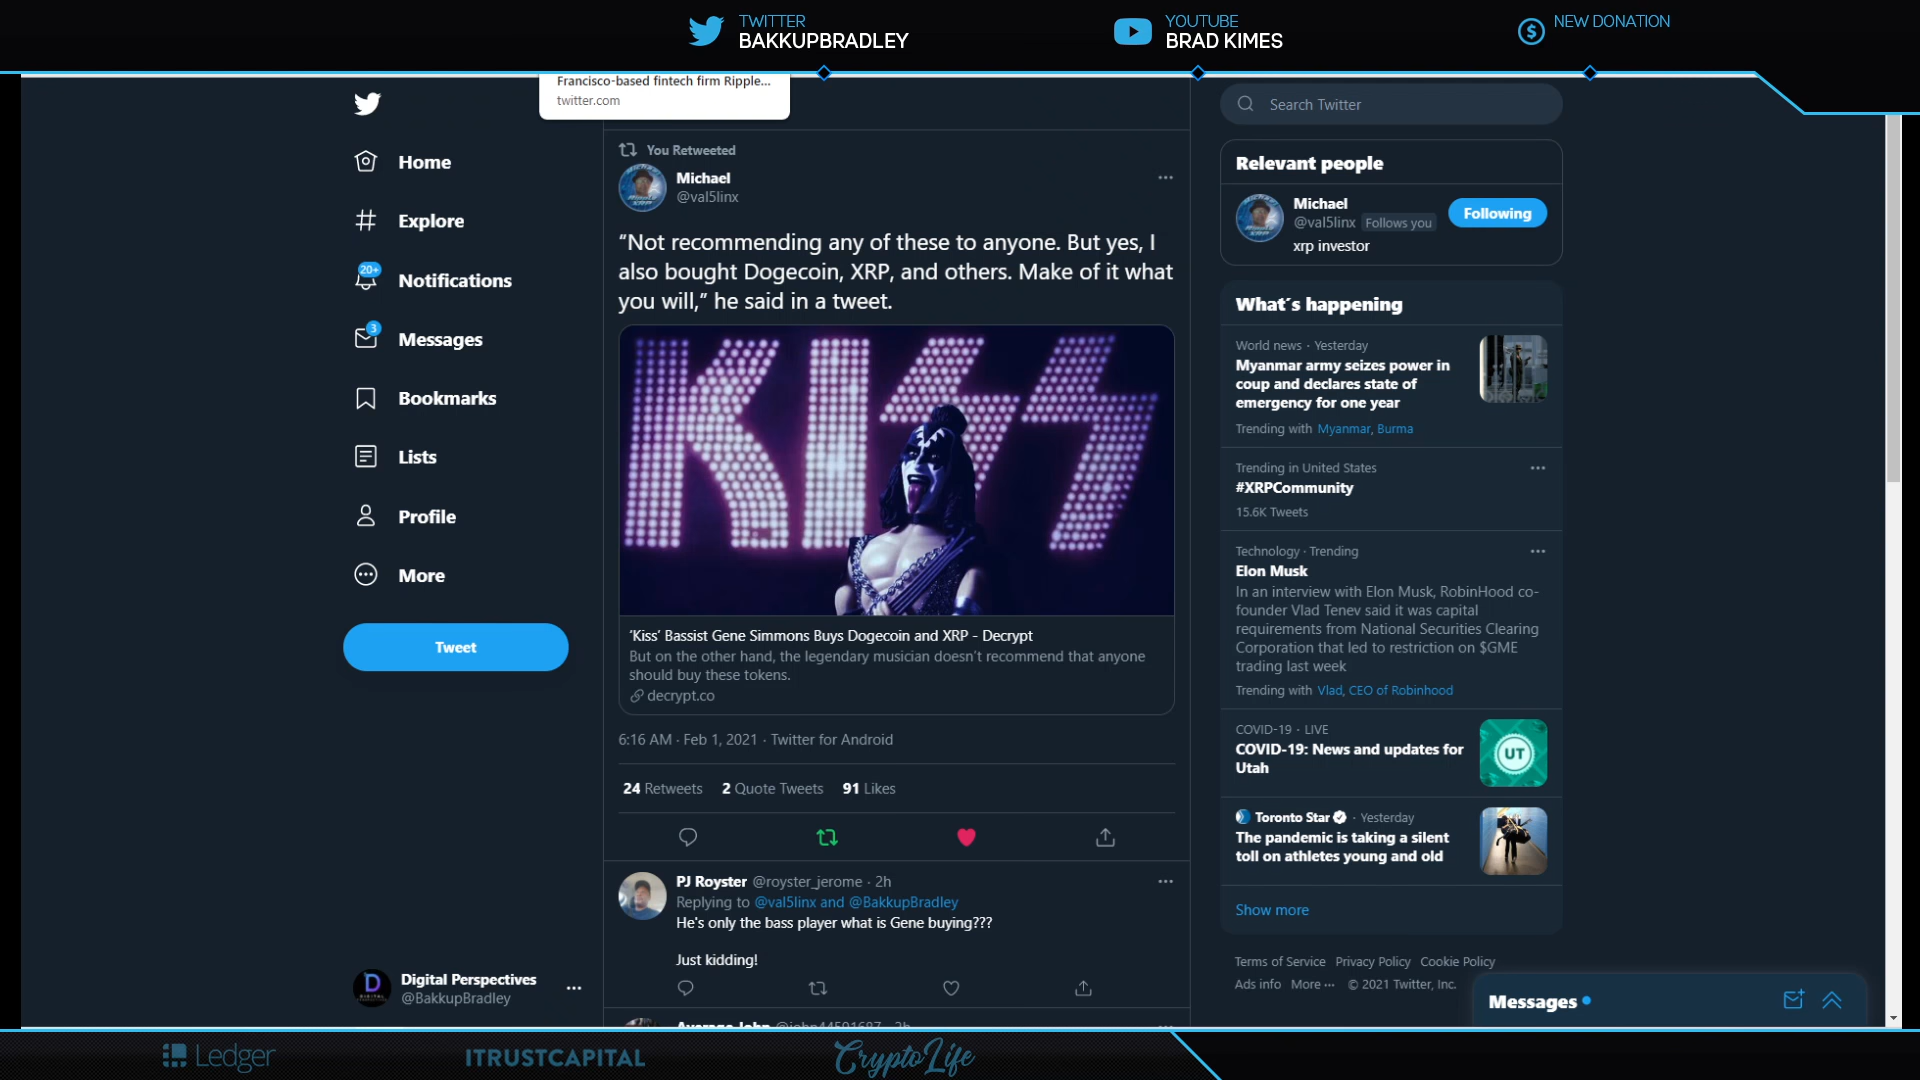 TWITTER
BAKKUPBRADLEY
YOUTUBE
BRAD KIMES
NEW DONATION
Francisco-based fintech firm Ripple...
twitter.com
Home
Explore
20+
Notifications
3
Messages
Bookmarks
Lists
Profile
More
Tweet
Digital Perspectives
@BakkupBradley
You Retweeted
Michael
@val5linx
“Not recommending any of these to anyone. But yes, I
also bought Dogecoin, XRP, and others. Make of it what
you will,” he said in a tweet.
KISS
‘Kiss’ Bassist Gene Simmons Buys Dogecoin and XRP - Decrypt
But on the other hand, the legendary musician doesn’t recommend that anyone
should buy these tokens.
decrypt.co
6:16 AM · Feb 1, 2021 · Twitter for Android
24 Retweets 2 Quote Tweets 91 Likes
PJ Royster @royster_jerome · 2h
Replying to @val5linx and @BakkupBradley
He's only the bass player what is Gene buying???
Just kidding!
Average John @john44591687 · 2h
Search Twitter
Relevant people
Michael
@val5linx Follows you
Following
xrp investor
What´s happening
World news · Yesterday
Myanmar army seizes power in
coup and declares state of
emergency for one year
Trending with Myanmar, Burma
Trending in United States
#XRPCommunity
15.6K Tweets
Technology · Trending
Elon Musk
In an interview with Elon Musk, RobinHood co-
founder Vlad Tenev said it was capital
requirements from National Securities Clearing
Corporation that led to restriction on $GME
trading last week
Trending with Vlad, CEO of Robinhood
COVID-19 · LIVE
COVID-19: News and updates for
Utah
UT
Toronto Star · Yesterday
The pandemic is taking a silent
toll on athletes young and old
Show more
Terms of Service Privacy Policy Cookie Policy
Ads info More ··· © 2021 Twitter, Inc.
Messages
Ledger
ITRUSTCAPITAL
CryptoLife